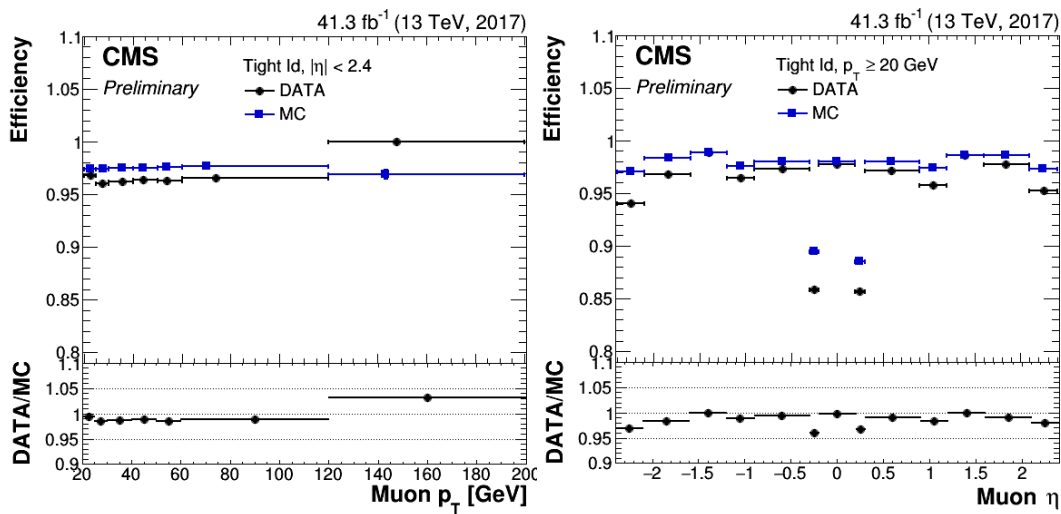 41.3 fb⁻¹ (13 TeV, 2017)
Efficiency
1.1
1.05
1
0.95
0.9
0.85
0.8
CMS
Preliminary
Tight Id, |η| < 2.4
DATA
MC
DATA/MC
1.1
1.05
1
0.95
0.9
20 40 60 80 100 120 140 160 180 200
Muon p_T [GeV]
41.3 fb⁻¹ (13 TeV, 2017)
Efficiency
1.1
1.05
1
0.95
0.9
0.85
0.8
CMS
Preliminary
Tight Id, p_T ≥ 20 GeV
DATA
MC
DATA/MC
1.1
1.05
1
0.95
0.9
−2 −1.5 −1 −0.5 0 0.5 1 1.5 2
Muon η